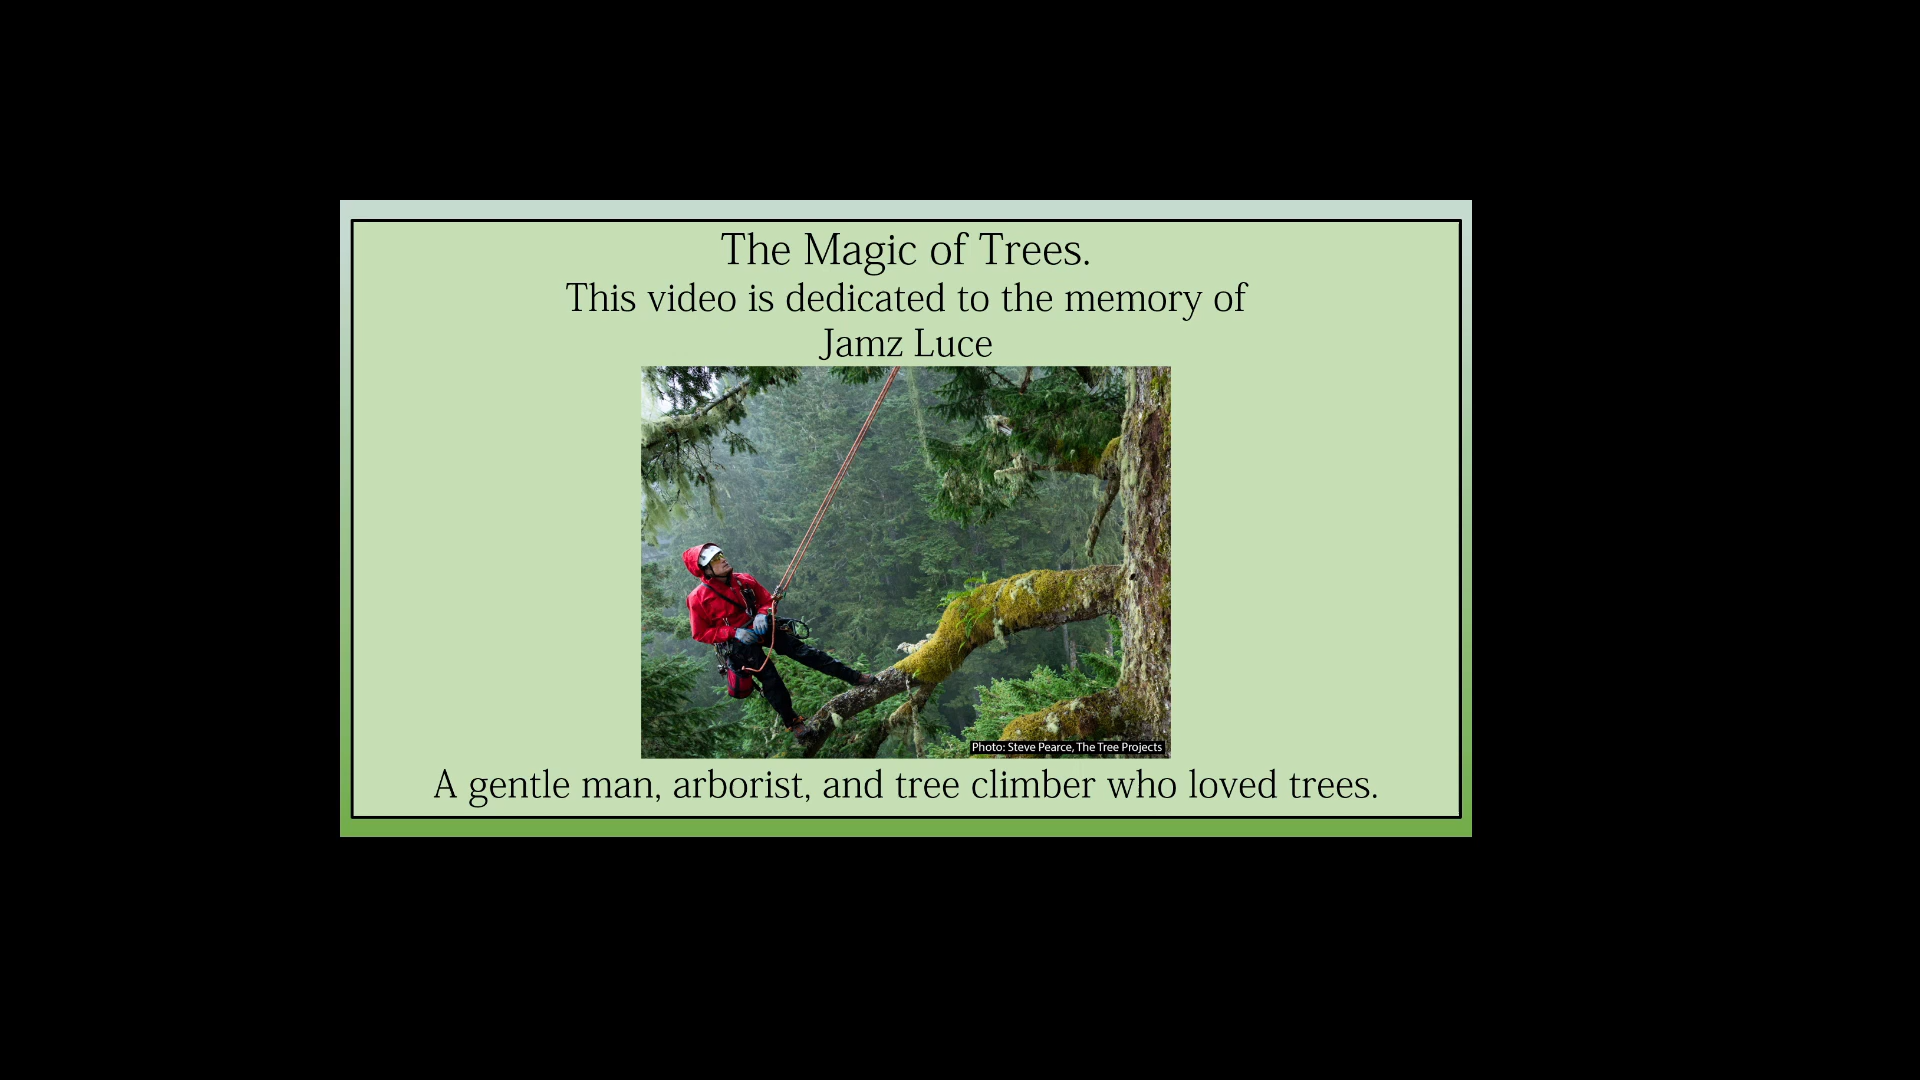 The Magic of Trees.
This video is dedicated to the memory of
Jamz Luce
Photo: Steve Pearce, The Tree Projects
A gentle man, arborist, and tree climber who loved trees.